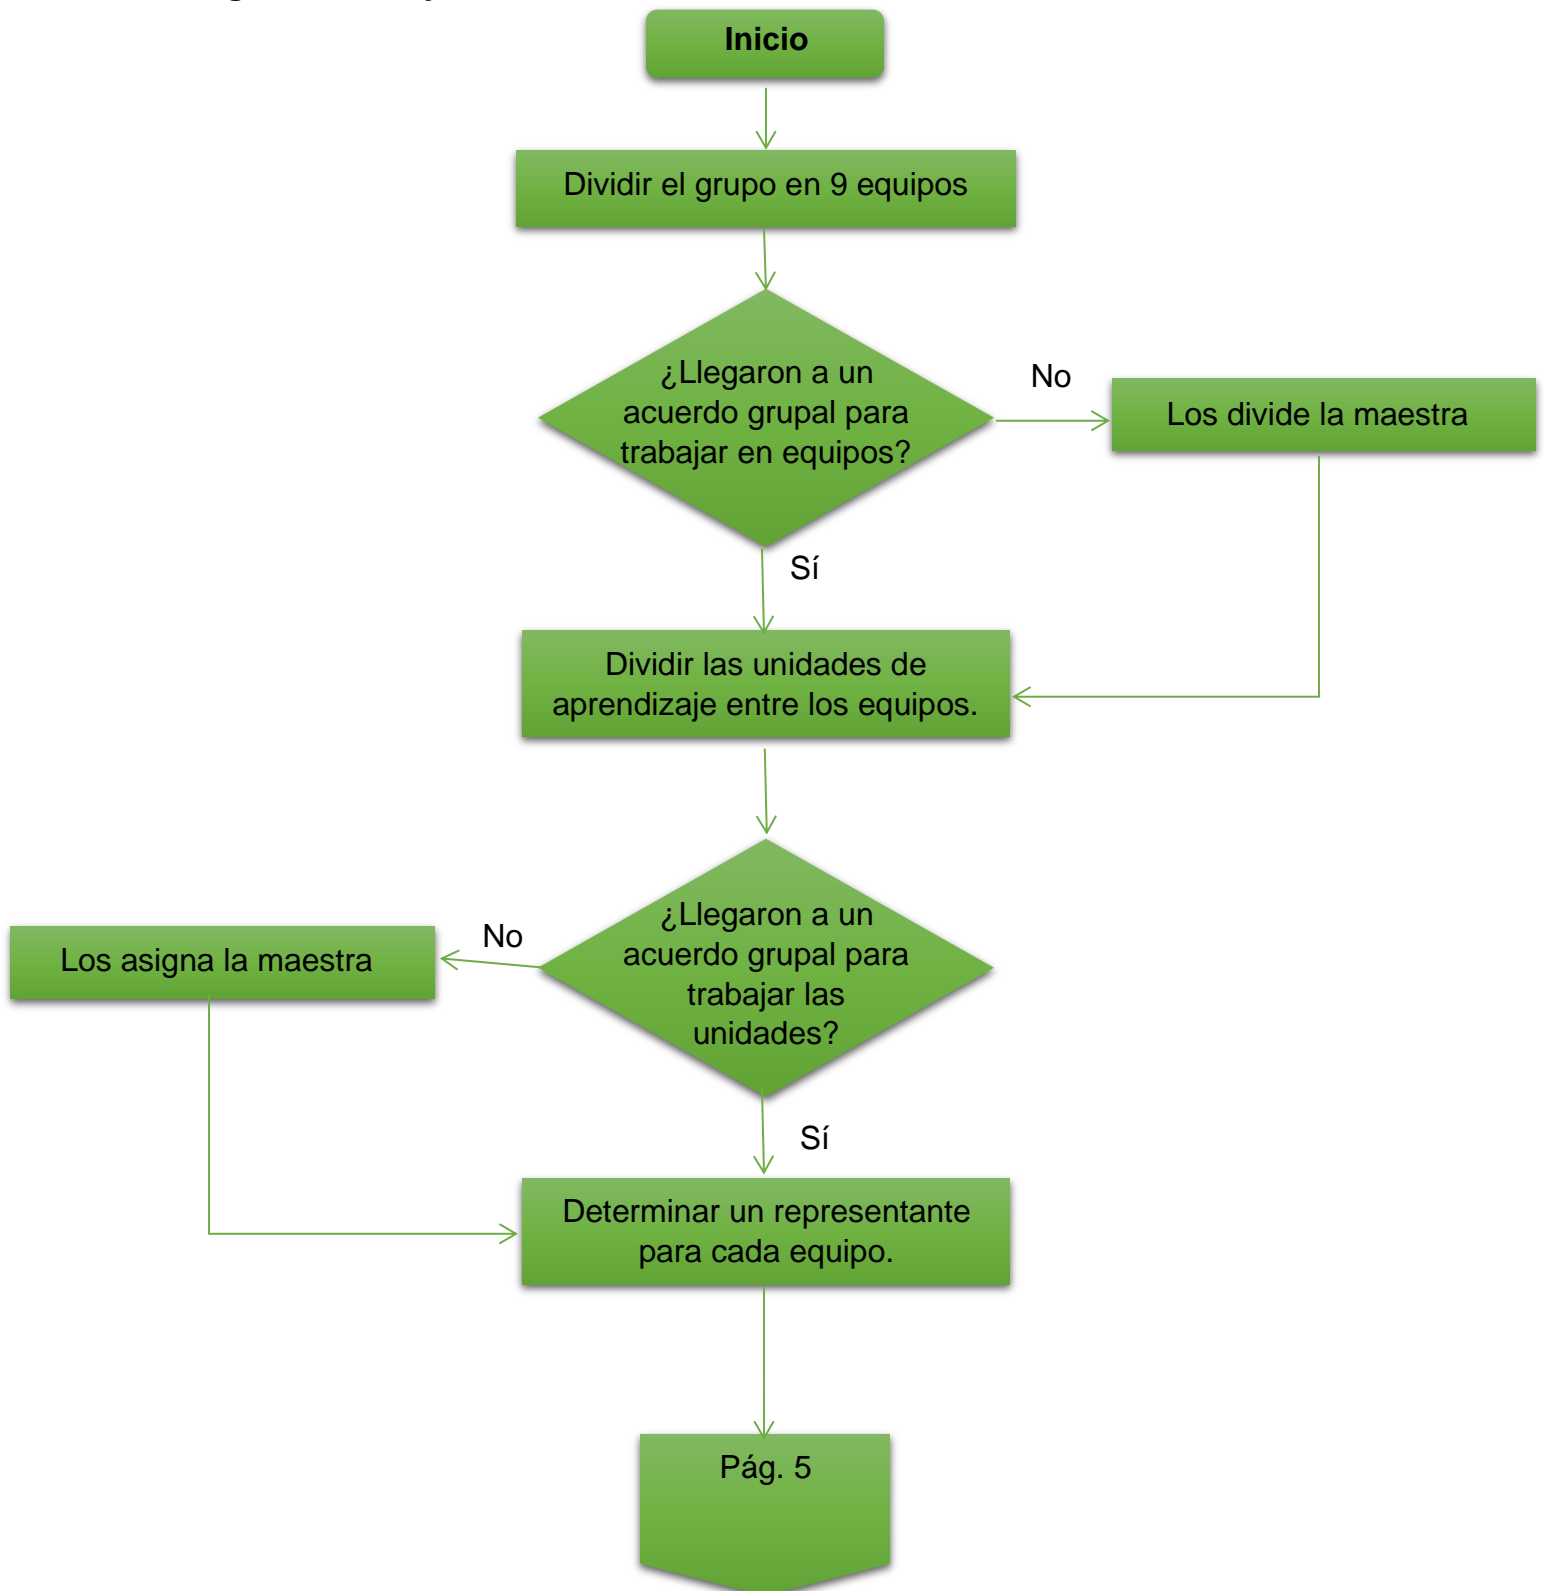 Inicio
Dividir el grupo en 9 equipos
¿Llegaron a un
acuerdo grupal para
trabajar en equipos?
No
Los divide la maestra
Sí
Dividir las unidades de
aprendizaje entre los equipos.
¿Llegaron a un
acuerdo grupal para
trabajar las
unidades?
No
Los asigna la maestra
Sí
Determinar un representante
para cada equipo.
Pág. 5